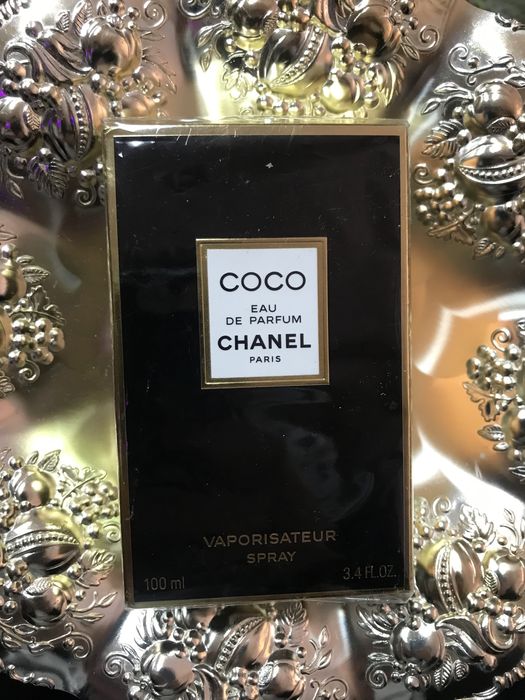 COCO
EAU
DE PARFUM
CHANEL
PARIS
VAPORISATEUR
SPRAY
100 ml
3.4 FL.OZ.